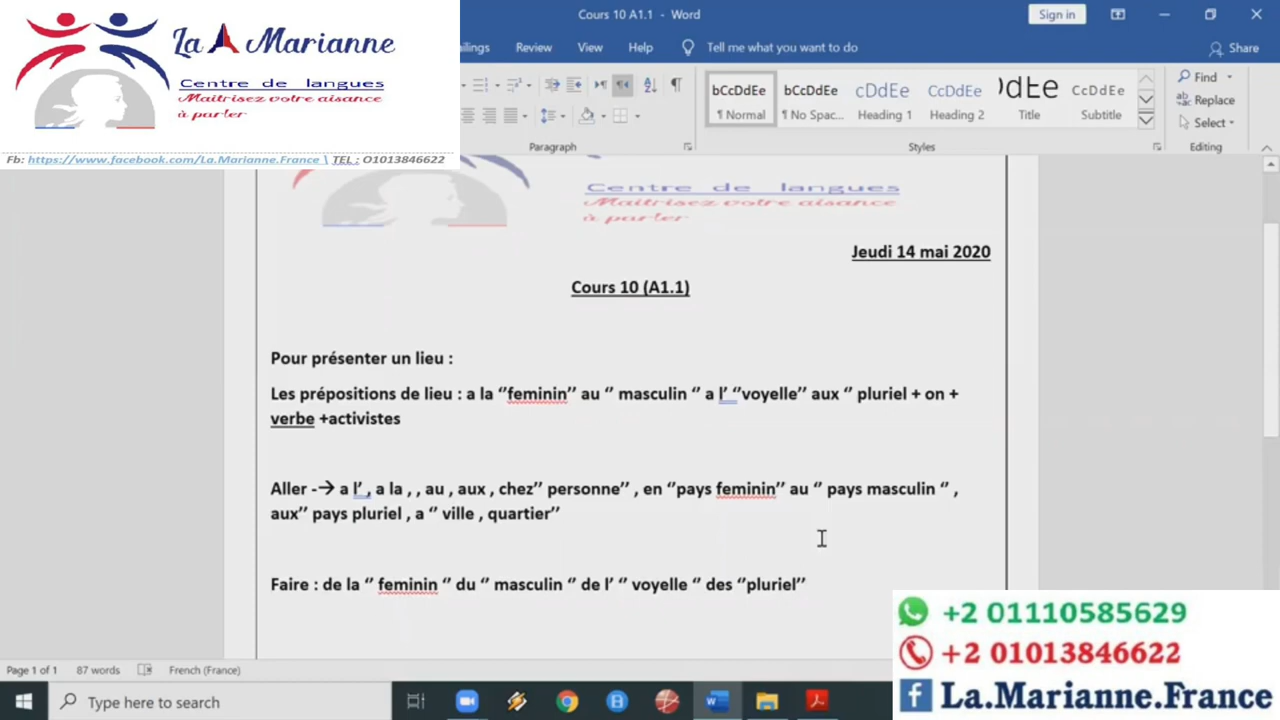 La Marianne
Centre de langues
Maitrisez votre aisance
à parler
Fb: https://www.facebook.com/La.Marianne.France \ TEL : O1013846622
Cours 10 A1.1 - Word
Sign in
ailings Review View Help Tell me what you want to do
Share
bCcDdEe bCcDdEe CDdEe CcDdEe )dEe CcDdEe
¶ Normal ¶ No Spac... Heading 1 Heading 2 Title Subtitle
Find
Replace
Select
Paragraph Styles Editing
Centre de langues
Maitrisez votre aisance
à parler
Jeudi 14 mai 2020
Cours 10 (A1.1)
Pour présenter un lieu :
Les prépositions de lieu : a la ‘’feminin’’ au ‘’ masculin ‘’ a l’ ‘’voyelle’’ aux ‘’ pluriel + on +
verbe +activistes
Aller -→ a l’ , a la , , au , aux , chez’’ personne’’ , en ‘’pays feminin’’ au ‘’ pays masculin ‘’ ,
aux’’ pays pluriel , a ‘’ ville , quartier’’
Faire : de la ‘’ feminin ‘’ du ‘’ masculin ‘’ de l’ ‘’ voyelle ‘’ des ‘’pluriel’’
+2 01110585629
+2 01013846622
La.Marianne.France
Page 1 of 1 87 words French (France)
Type here to search